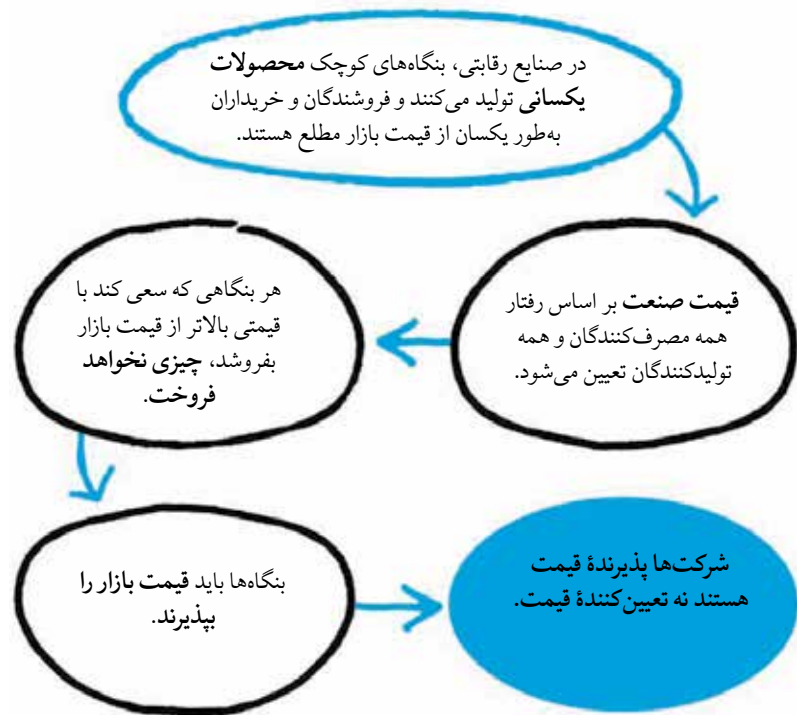 در صنایع رقابتی، بنگاه‌های کوچک محصولات
یکسانی تولید می‌کنند و فروشندگان و خریداران
به‌طور یکسان از قیمت بازار مطلع هستند.
قیمت صنعت بر اساس رفتار
همه مصرف‌کنندگان و همه
تولیدکنندگان تعیین می‌شود.
هر بنگاهی که سعی کند با
قیمتی بالاتر از قیمت بازار
بفروشد، چیزی نخواهد
فروخت.
بنگاه‌ها باید قیمت بازار را
بپذیرند.
شرکت‌ها پذیرندهٔ قیمت
هستند نه تعیین‌کنندهٔ قیمت.